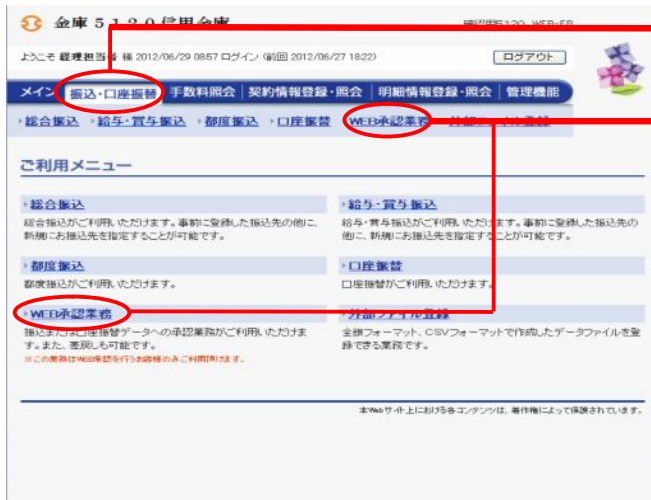 金庫5120信用金庫
ようこそ 経理担当者 様 2012/06/29 0857 ログイン (前回 2012/06/27 18:22)
ログアウト
メイン 振込・口座振替 手数料照会 契約情報登録・照会 明細情報登録・照会 管理機能
総合振込 給与・賞与振込 都度振込 口座振替 WEB承認業務
ご利用メニュー
総合振込 給与・賞与振込
総合振込がご利用いただけます。事前に登録した振込先の他に、 給与・賞与振込がご利用いただけます。事前に登録した振込先の
新規にお振込先を指定することが可能です。 他に、新規にお振込先を指定することが可能です。
都度振込 口座振替
都度振込がご利用いただけます。 口座振替がご利用いただけます。
WEB承認業務 外部ファイル登録
振込または口座振替データへの承認業務がご利用いただけま 全銀フォーマット、CSVフォーマットで作成したデータファイルを登
す。また、差戻しも可能です。 録できる業務です。
※この業務はWEB承認を行うお客様のみご利用頂けます。
本Webサイト上における各コンテンツは、著作権によって保護されています。